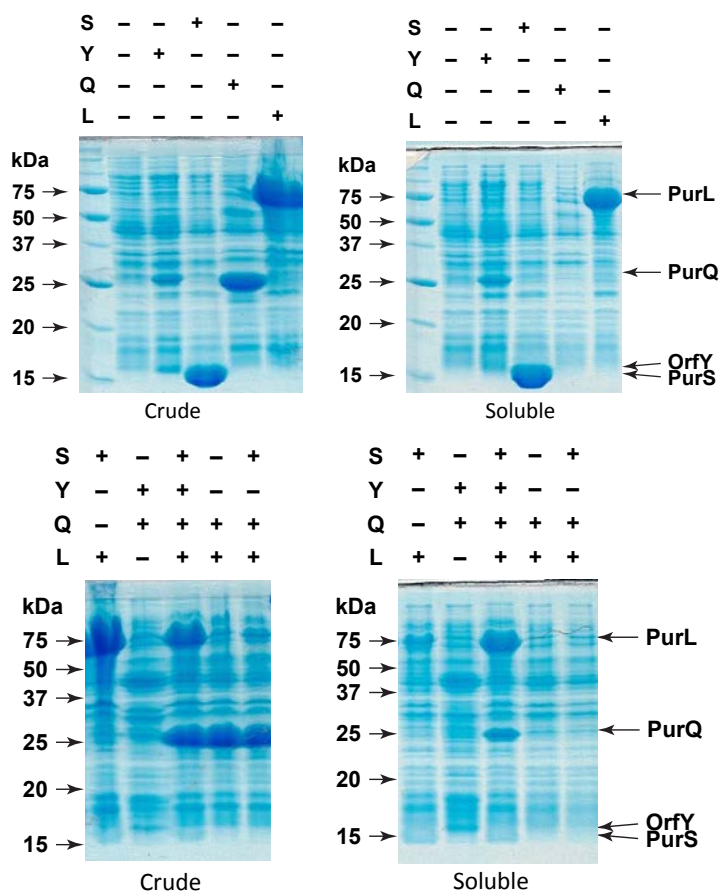 S – – + – –
Y – + – – –
Q – – – + –
L – – – – +
kDa
75
50
37
25
20
15
Crude
S – – + – –
Y – + – – –
Q – – – + –
L – – – – +
kDa
75
50
37
25
20
15
PurL
PurQ
OrfY
PurS
Soluble
S + – + – +
Y – + + – –
Q – + + + +
L + – + + +
kDa
75
50
37
25
20
15
Crude
S + – + – +
Y – + + – –
Q – + + + +
L + – + + +
kDa
75
50
37
25
20
15
PurL
PurQ
OrfY
PurS
Soluble